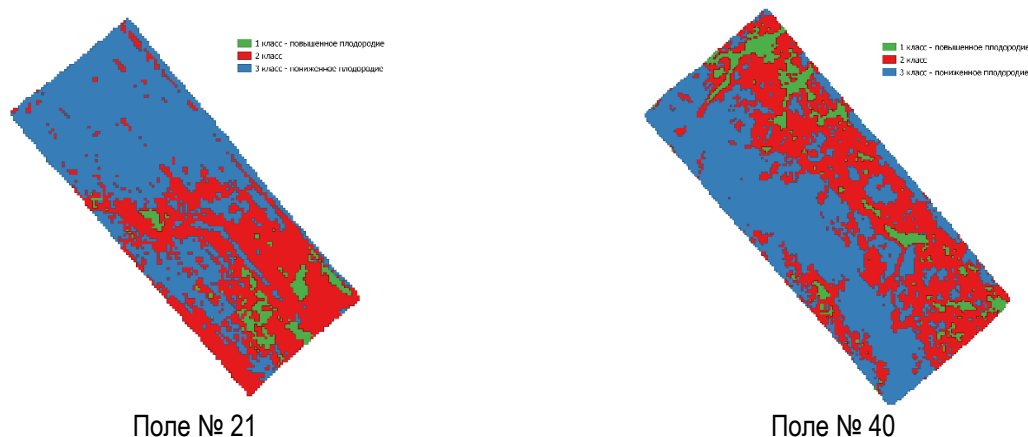 1 класс - повышенное плодородие
2 класс
3 класс - пониженное плодородие
1 класс - повышенное плодородие
2 класс
3 класс - пониженное плодородие
Поле № 21
Поле № 40